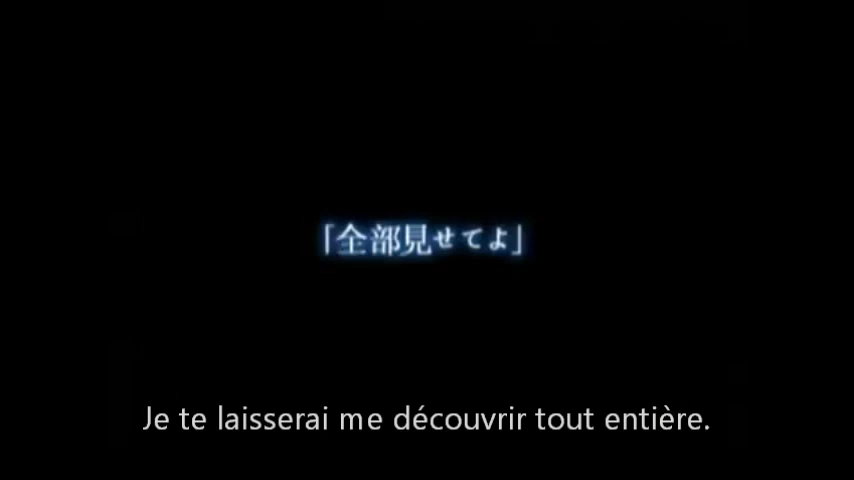 「全部見せてよ」
Je te laisserai me découvrir tout entière.